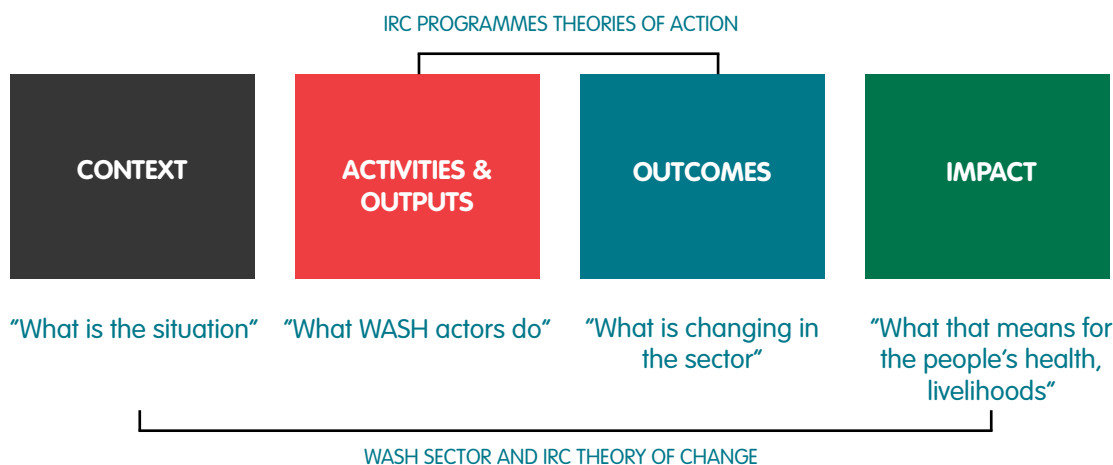 IRC PROGRAMMES THEORIES OF ACTION
CONTEXT
ACTIVITIES &
OUTPUTS
OUTCOMES
IMPACT
"What is the situation"
"What WASH actors do"
"What is changing in
the sector"
"What that means for
the people's health,
livelihoods"
WASH SECTOR AND IRC THEORY OF CHANGE